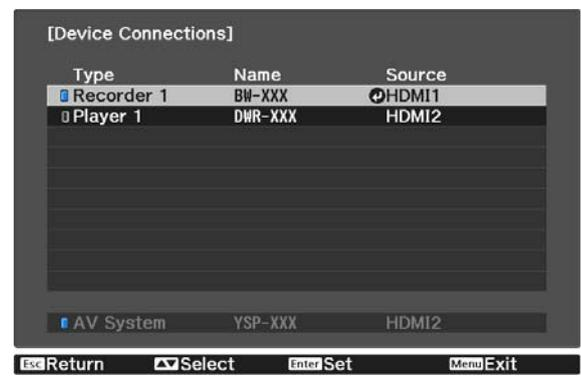 [Device Connections]
Type Name Source
Recorder 1 BW-XXX HDMI1
Player 1 DWR-XXX HDMI2
AV System YSP-XXX HDMI2
Esc Return Select Enter Set Menu Exit